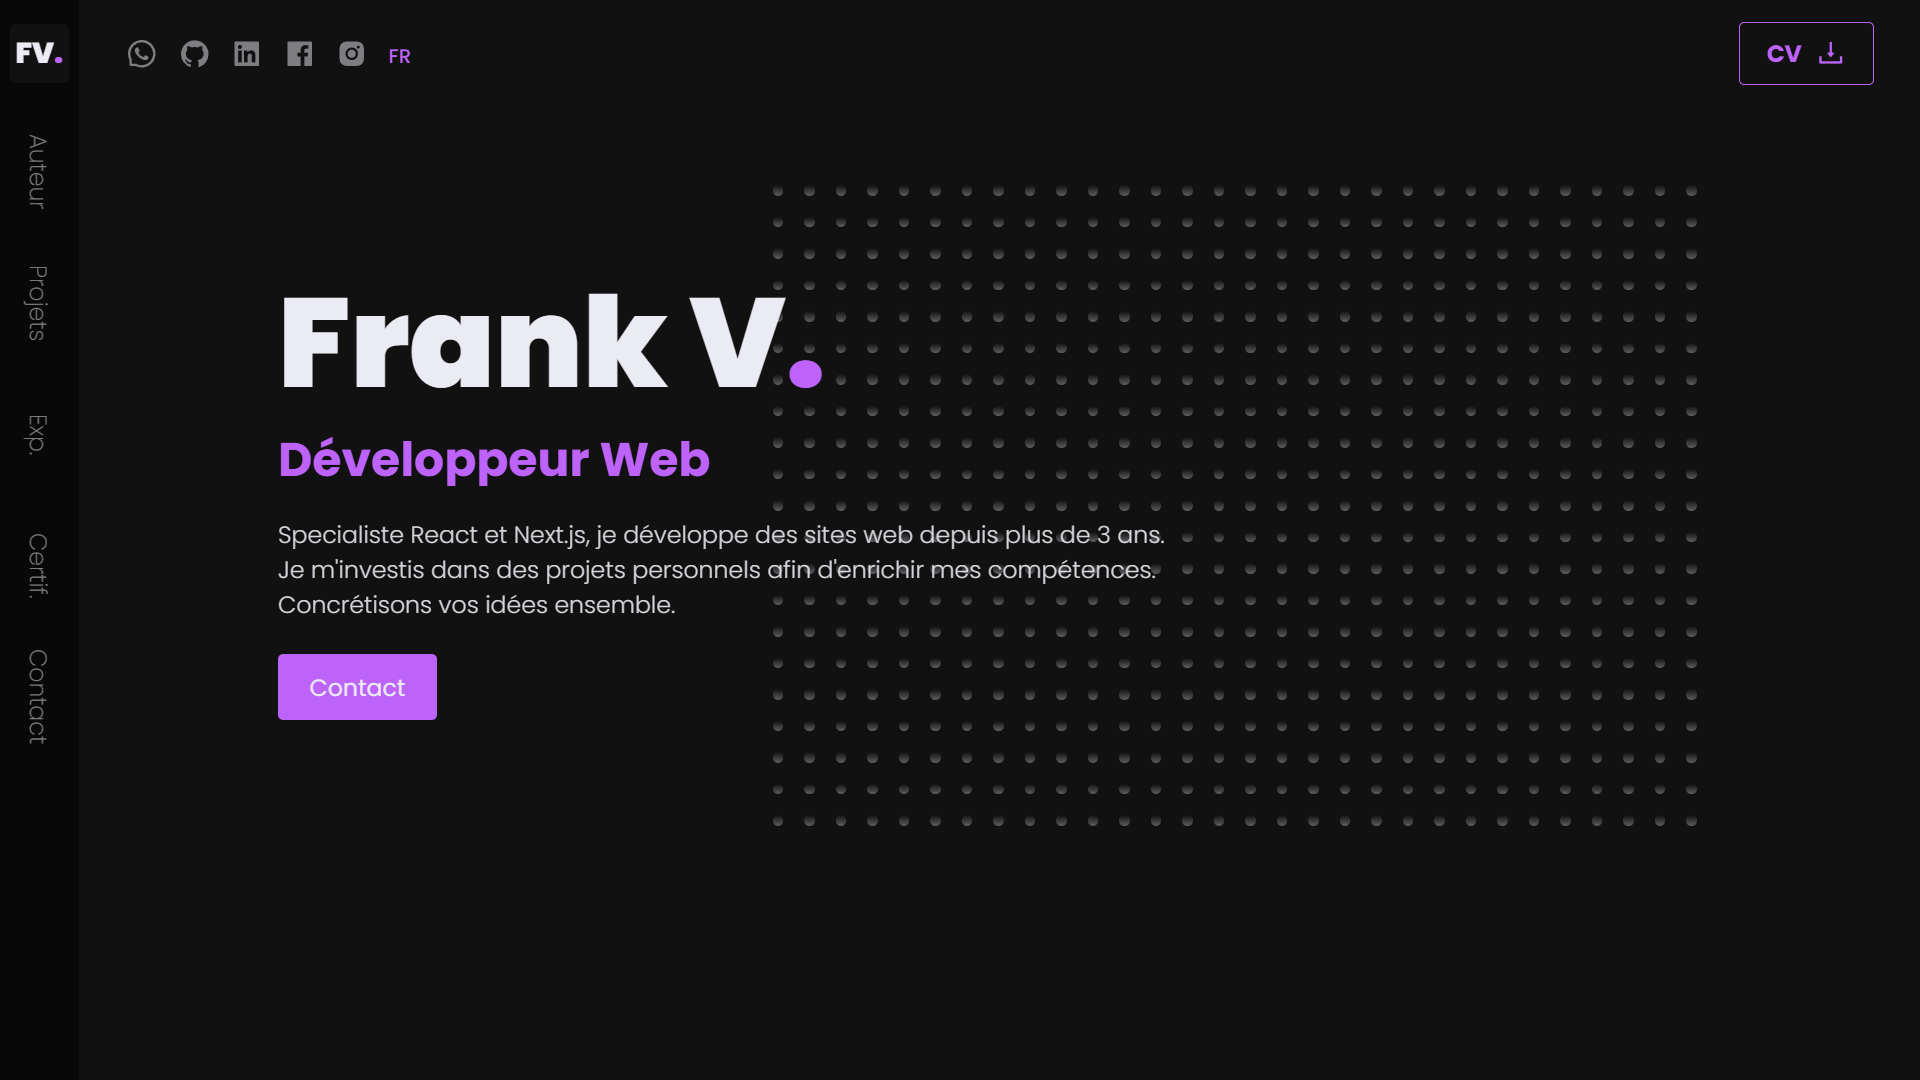 FV.
FR
CV
Auteur
Projets
Exp.
Certif.
Contact
Frank V.
Développeur Web
Specialiste React et Next.js, je développe des sites web depuis plus de 3 ans.
Je m'investis dans des projets personnels afin d'enrichir mes compétences.
Concrétisons vos idées ensemble.
Contact